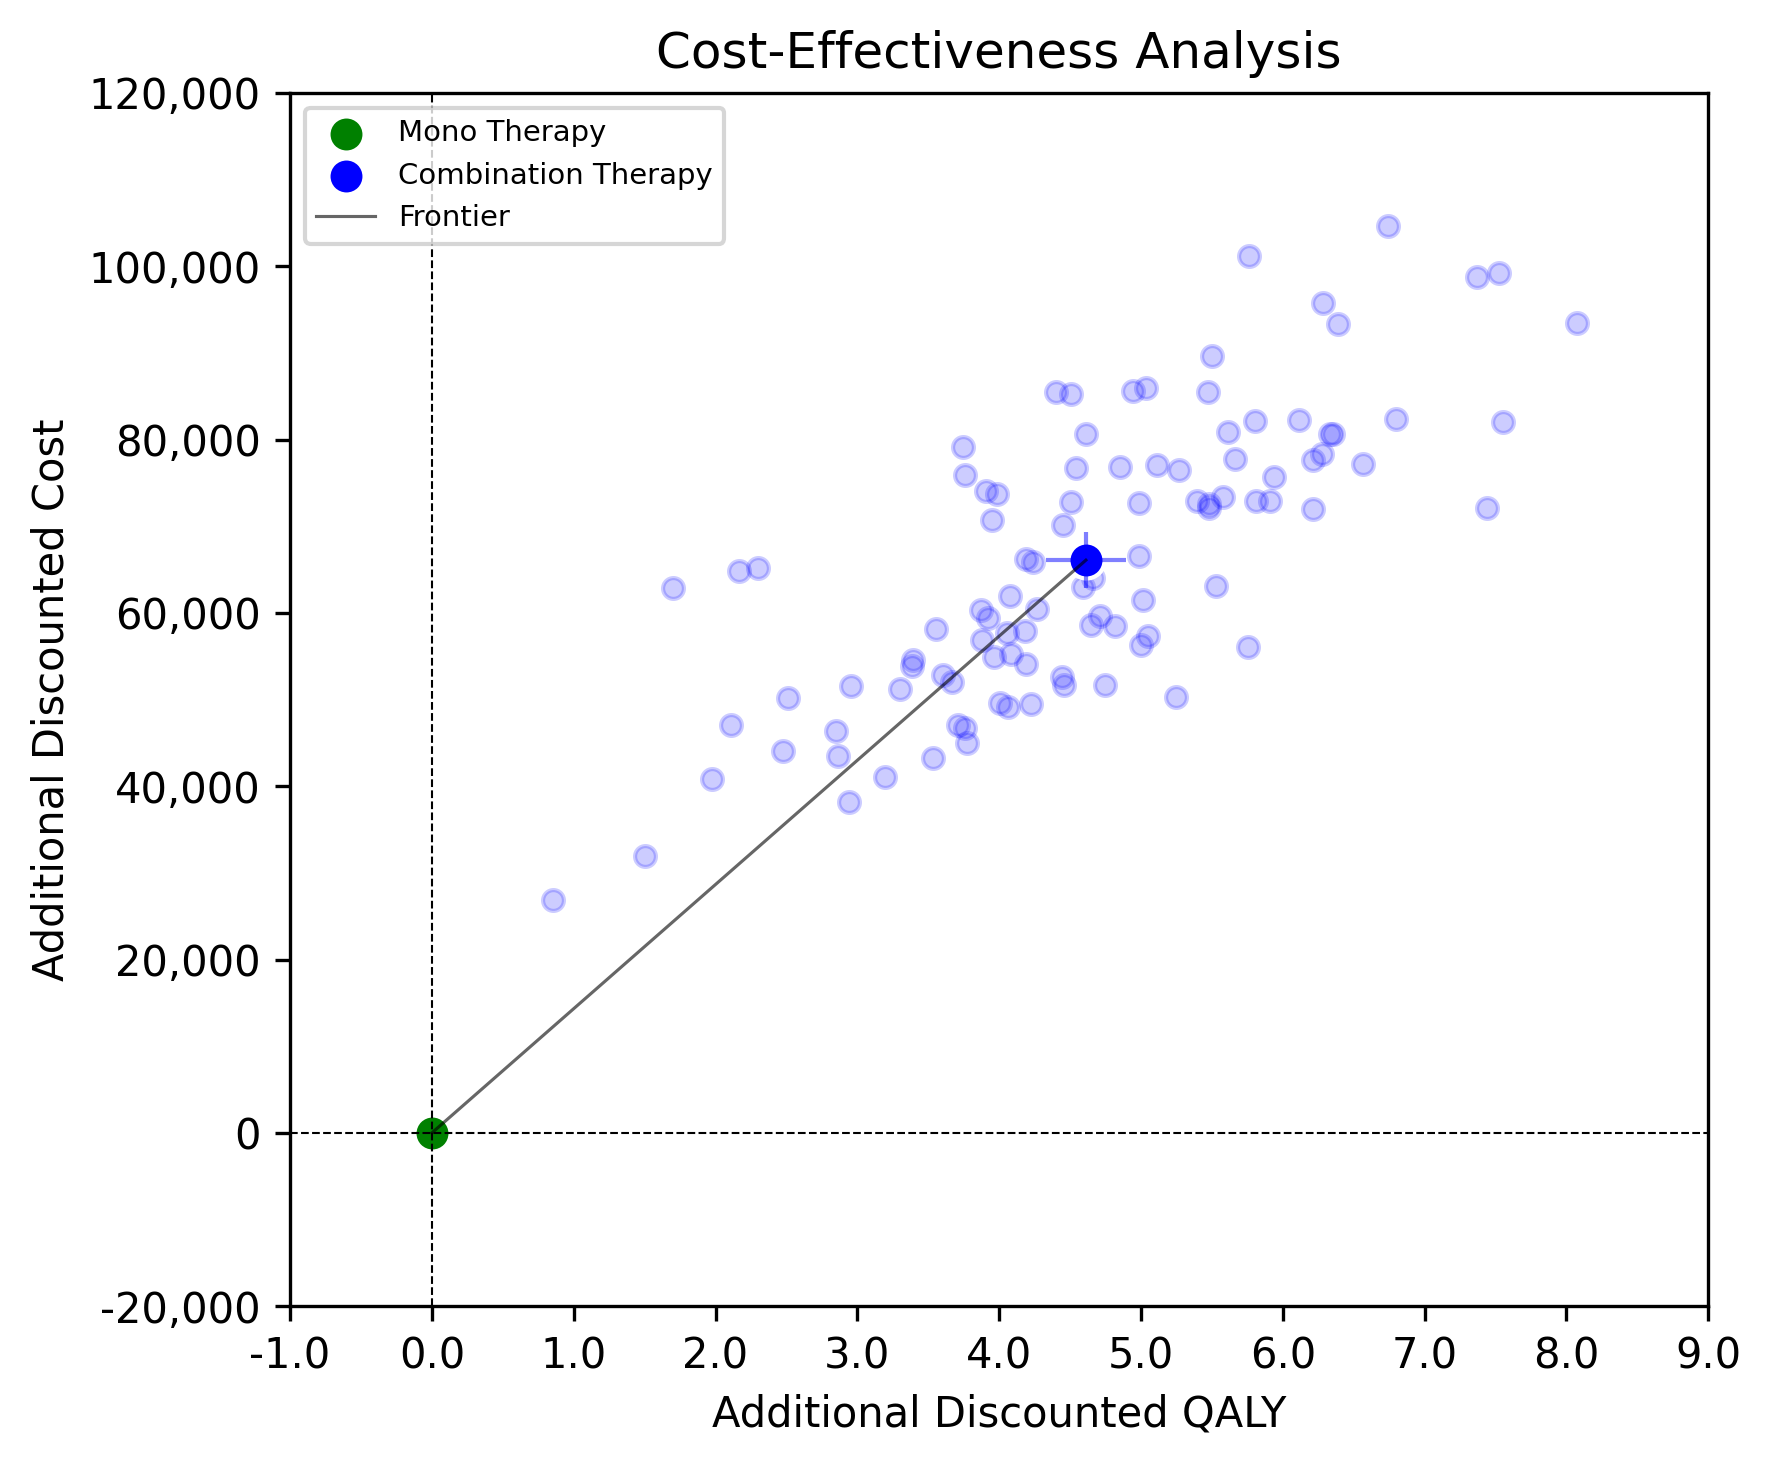 Cost-Effectiveness Analysis
120,000
100,000
80,000
60,000
40,000
20,000
0
-20,000
Additional Discounted Cost
Mono Therapy
Combination Therapy
Frontier
-1.0 0.0 1.0 2.0 3.0 4.0 5.0 6.0 7.0 8.0 9.0
Additional Discounted QALY